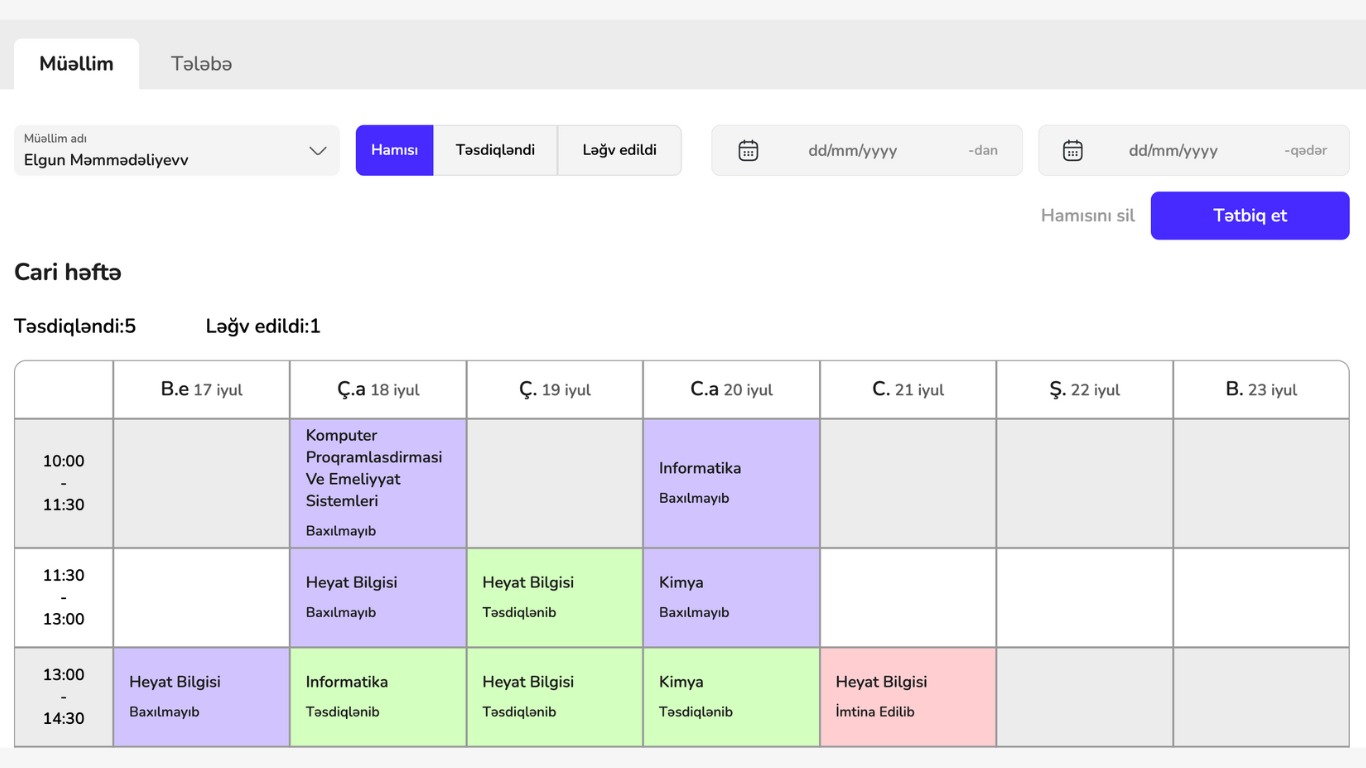 Müəllim Tələbə
Müəllim adı
Elgun Məmmədəliyevv
Hamısı Təsdiqləndi Ləğv edildi
dd/mm/yyyy -dan
dd/mm/yyyy -qədər
Hamısını sil Tətbiq et
Cari həftə
Təsdiqləndi:5 Ləğv edildi:1
B.e 17 iyul Ç.a 18 iyul Ç. 19 iyul C.a 20 iyul C. 21 iyul Ş. 22 iyul B. 23 iyul
10:00
-
11:30
Komputer
Proqramlasdirmasi
Ve Emeliyyat
Sistemleri
Baxılmayıb
Informatika
Baxılmayıb
11:30
-
13:00
Heyat Bilgisi
Baxılmayıb
Heyat Bilgisi
Təsdiqlənib
Kimya
Baxılmayıb
13:00
-
14:30
Heyat Bilgisi
Baxılmayıb
Informatika
Təsdiqlənib
Heyat Bilgisi
Təsdiqlənib
Kimya
Təsdiqlənib
Heyat Bilgisi
İmtina Edilib